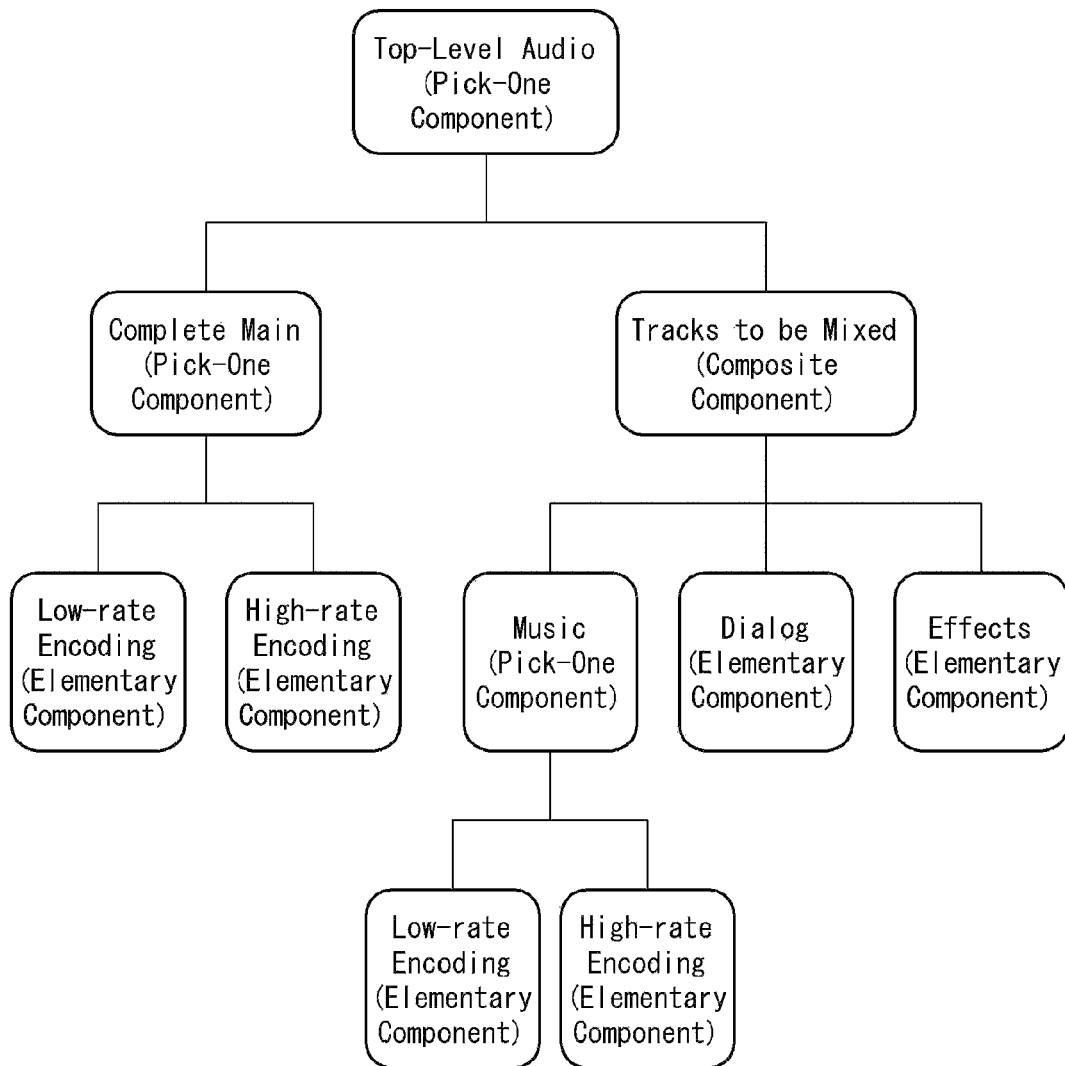 Top-Level Audio
(Pick-One
Component)
Complete Main
(Pick-One
Component)
Tracks to be Mixed
(Composite
Component)
Low-rate
Encoding
(Elementary
Component)
High-rate
Encoding
(Elementary
Component)
Music
(Pick-One
Component)
Dialog
(Elementary
Component)
Effects
(Elementary
Component)
Low-rate
Encoding
(Elementary
Component)
High-rate
Encoding
(Elementary
Component)